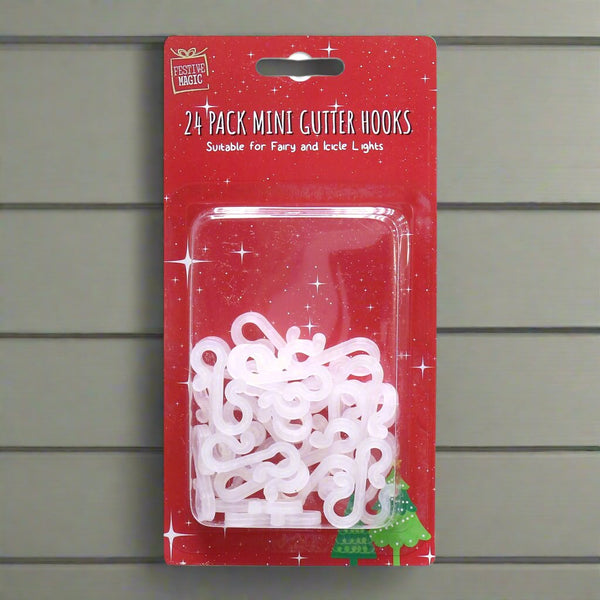 FESTIVE
MAGIC
24 PACK MINI GUTTER HOOKS
Suitable for Fairy and Icicle Lights